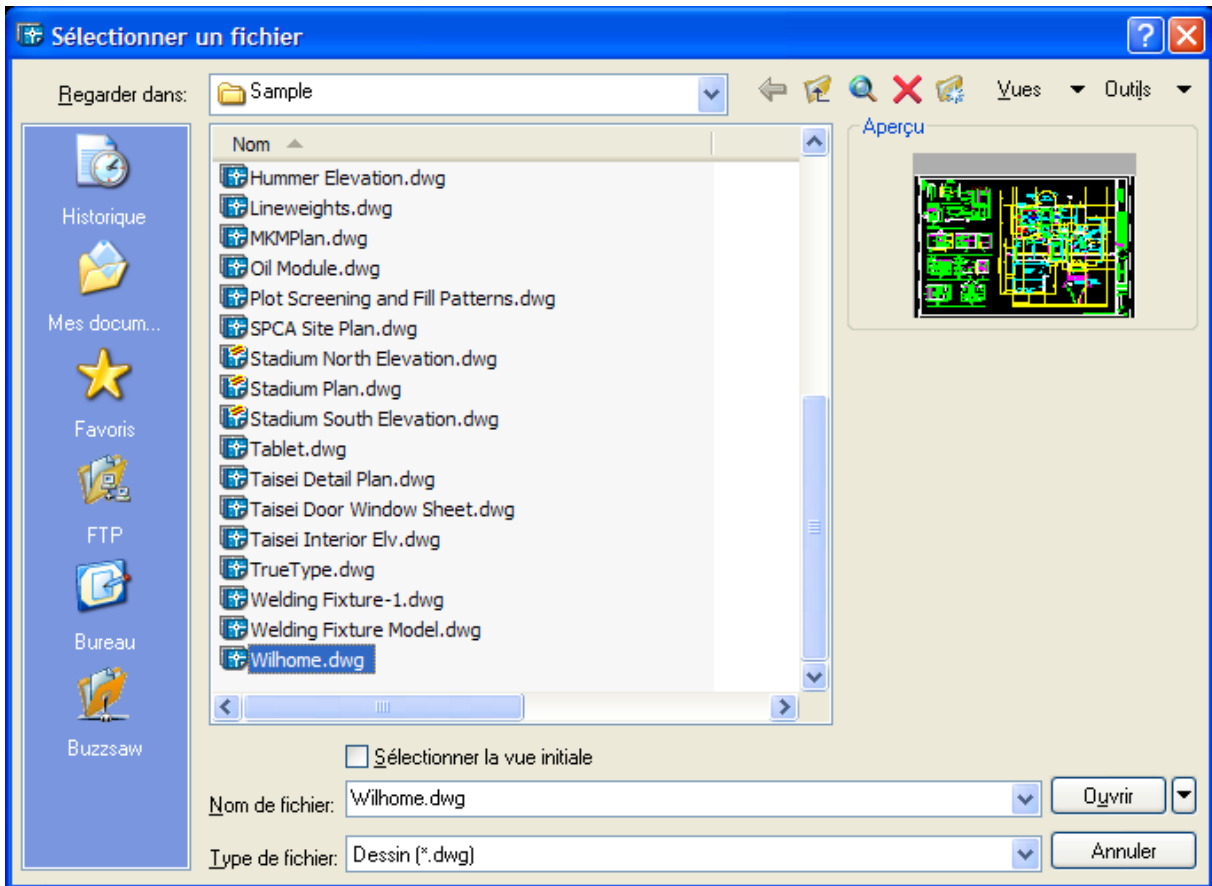 Sélectionner un fichier
Regarder dans:
Sample
Vues
Outils
Historique
Mes docum...
Favoris
FTP
Bureau
Buzzsaw
Nom
Hummer Elevation.dwg
Lineweights.dwg
MKMPlan.dwg
Oil Module.dwg
Plot Screening and Fill Patterns.dwg
SPCA Site Plan.dwg
Stadium North Elevation.dwg
Stadium Plan.dwg
Stadium South Elevation.dwg
Tablet.dwg
Taisei Detail Plan.dwg
Taisei Door Window Sheet.dwg
Taisei Interior Elv.dwg
TrueType.dwg
Welding Fixture-1.dwg
Welding Fixture Model.dwg
Wilhome.dwg
Aperçu
Sélectionner la vue initiale
Nom de fichier:
Wilhome.dwg
Ouvrir
Type de fichier:
Dessin (*.dwg)
Annuler